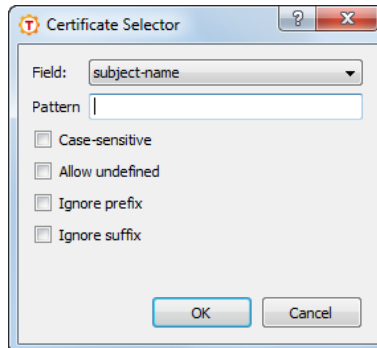 Certificate Selector
Field: subject-name
Pattern
Case-sensitive
Allow undefined
Ignore prefix
Ignore suffix
OK Cancel